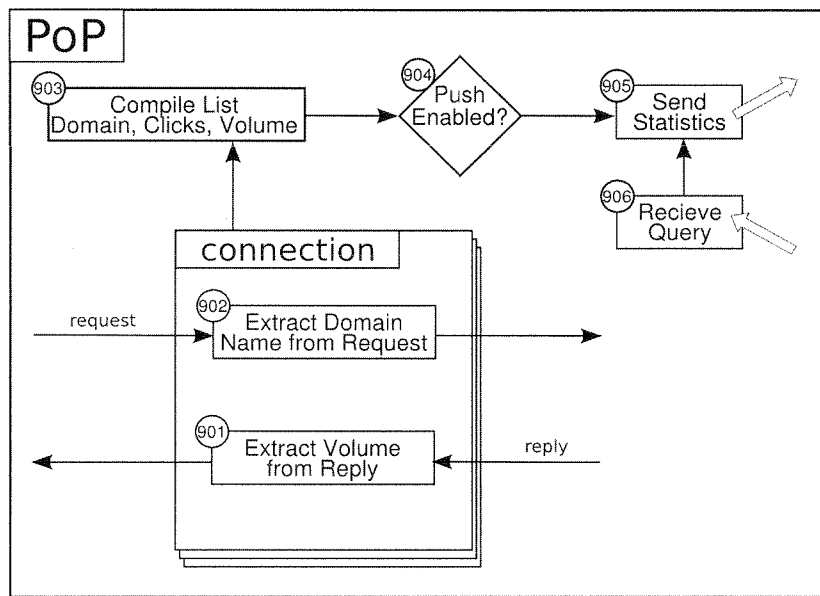 PoP
903
Compile List
Domain, Clicks, Volume
904
Push
Enabled?
905
Send
Statistics
906
Recieve
Query
connection
request
902
Extract Domain
Name from Request
901
Extract Volume
from Reply
reply